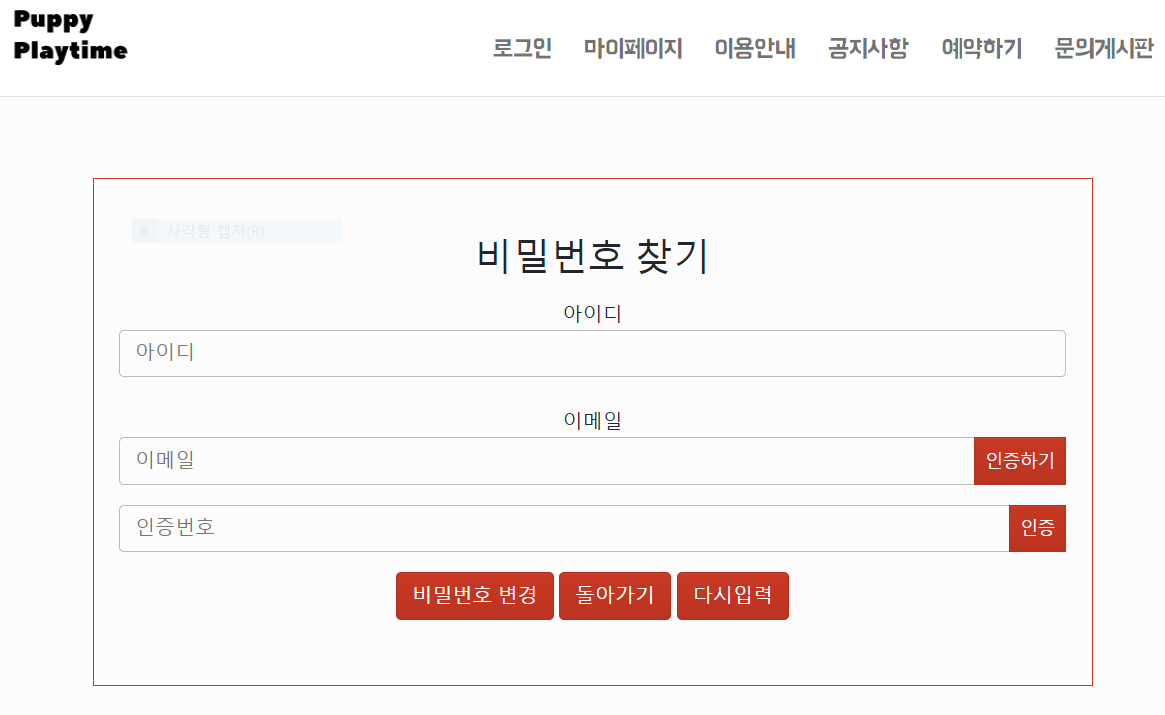 Puppy
Playtime
로그인 마이페이지 이용안내 공지사항 예약하기 문의게시판
사각형 캡처(R)
비밀번호 찾기
아이디
아이디
이메일
이메일 인증하기
인증번호 인증
비밀번호 변경 돌아가기 다시입력